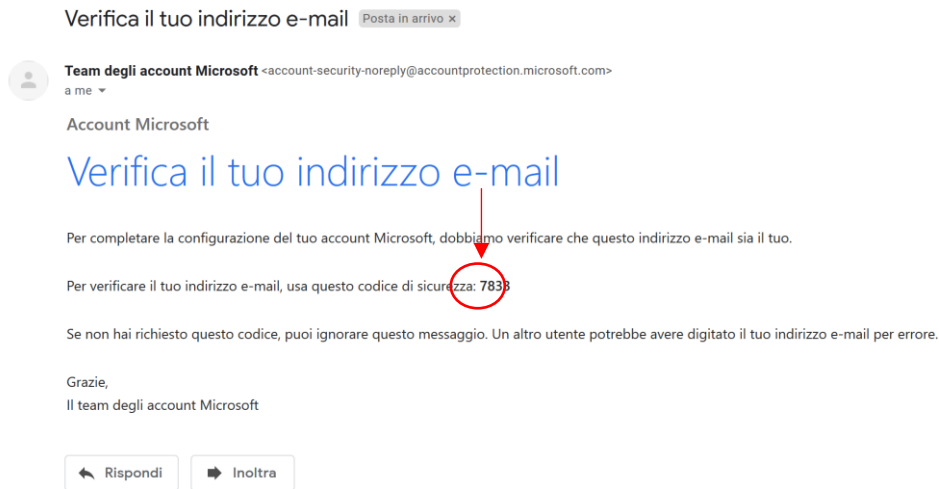 Verifica il tuo indirizzo e-mail Posta in arrivo ×
Team degli account Microsoft <account-security-noreply@accountprotection.microsoft.com>
a me
Account Microsoft
Verifica il tuo indirizzo e-mail
Per completare la configurazione del tuo account Microsoft, dobbiamo verificare che questo indirizzo e-mail sia il tuo.
Per verificare il tuo indirizzo e-mail, usa questo codice di sicurezza: 7833
Se non hai richiesto questo codice, puoi ignorare questo messaggio. Un altro utente potrebbe avere digitato il tuo indirizzo e-mail per errore.
Grazie,
Il team degli account Microsoft
Rispondi Inoltra